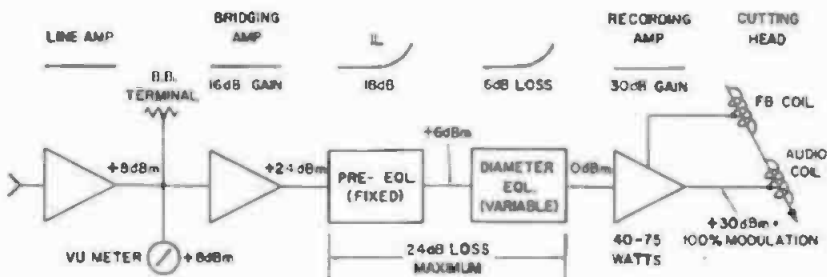 LINE AMP
BRIDGING
AMP
16dB GAIN
IL
18dB
6dB LOSS
RECORDING
AMP
30dB GAIN
CUTTING
HEAD
B.B.
TERMINAL
FB COIL
+8dBm
+24dBm
PRE- EQL.
(FIXED)
+6dBm
DIAMETER
EQL.
(VARIABLE)
0dBm
AUDIO
COIL
VU METER
+8dBm
24dB LOSS
MAXIMUM
40-75
WATTS
+30dBm =
100% MODULATION